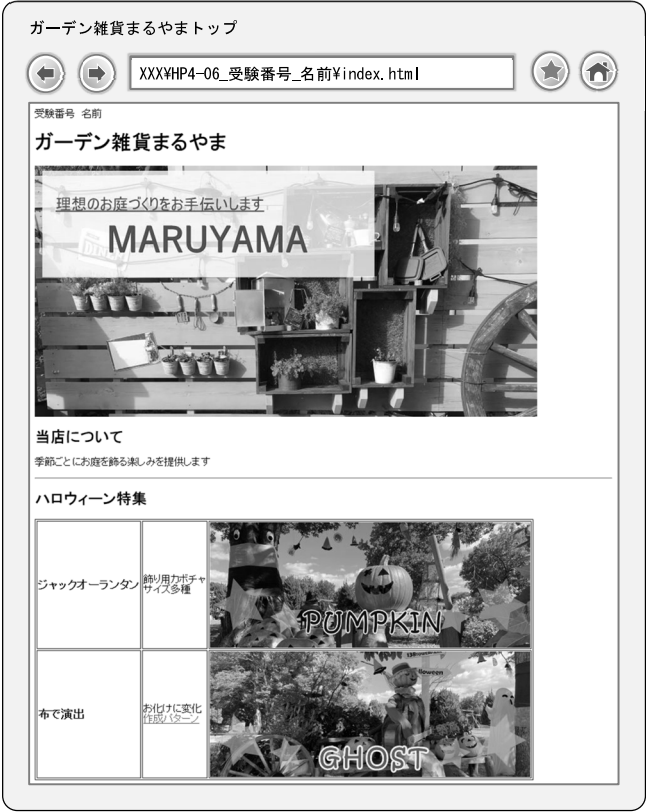 ガーデン雑貨まるやまトップ
XXX¥HP4-06_受験番号_名前¥index.html
受験番号 名前
ガーデン雑貨まるやま
理想のお庭づくりをお手伝いします
MARUYAMA
当店について
季節ごとにお庭を飾る楽しみを提供します
ハロウィーン特集
ジャックオーランタン
飾り用カボチャ
サイズ多種
PUMPKIN
布で演出
お化けに変化
作成パターン
GHOST